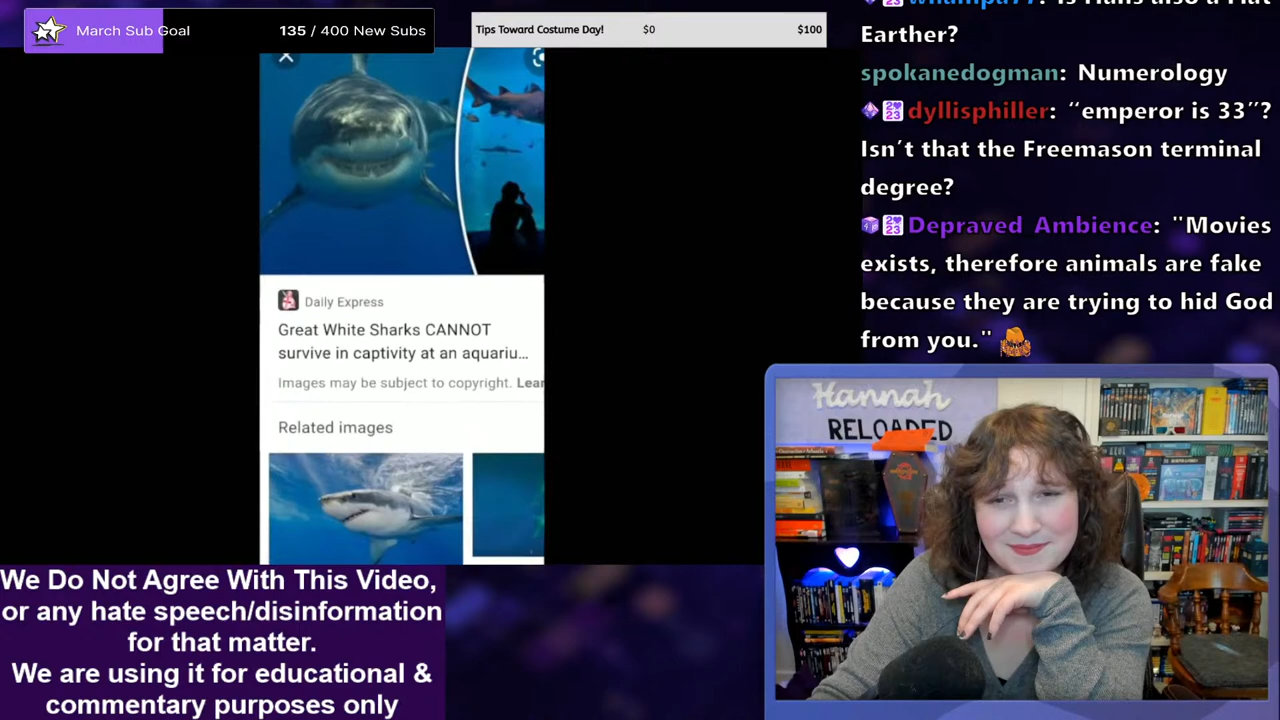 March Sub Goal
135 / 400 New Subs
Tips Toward Costume Day!
$0
$100
Earther?
spokanedogman: Numerology
dyllisphiller: “emperor is 33”?
Isn’t that the Freemason terminal
degree?
Depraved Ambience: "Movies
exists, therefore animals are fake
because they are trying to hid God
from you."
Daily Express
Great White Sharks CANNOT
survive in captivity at an aquariu...
Images may be subject to copyright. Lear
Related images
Hannah
RELOADED
We Do Not Agree With This Video,
or any hate speech/disinformation
for that matter.
We are using it for educational &
commentary purposes only